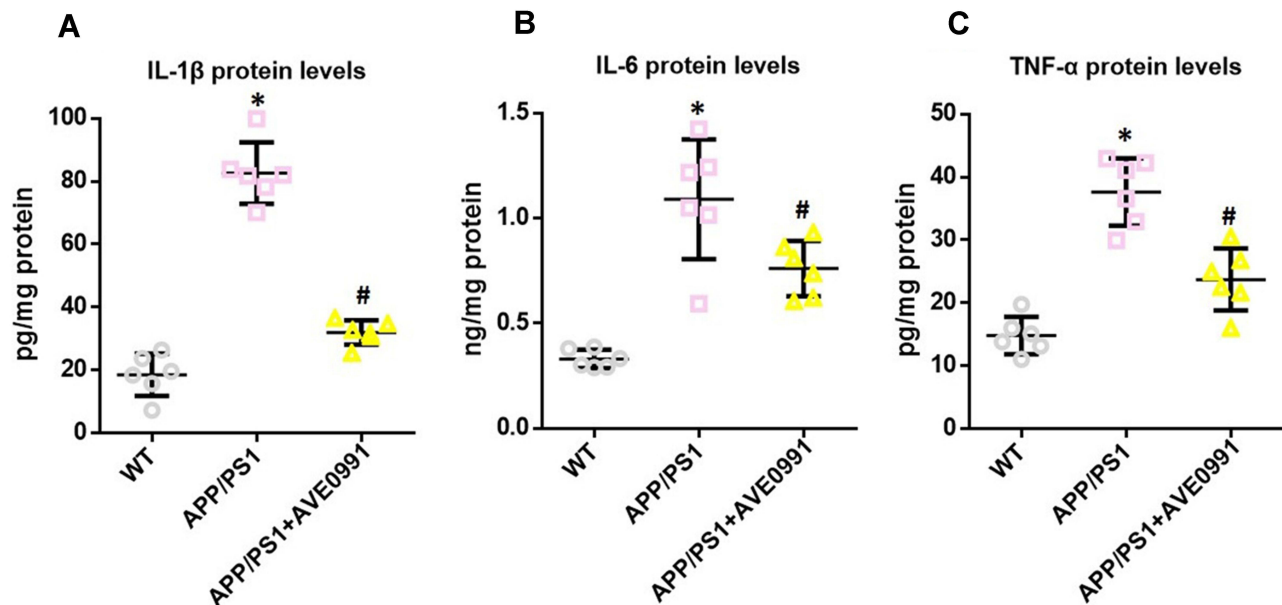 A
IL-1β protein levels
pg/mg protein
100
80
60
40
20
0
*
#
WT
APP/PS1
APP/PS1+AVE0991
B
IL-6 protein levels
ng/mg protein
1.5
1.0
0.5
0.0
*
#
WT
APP/PS1
APP/PS1+AVE0991
C
TNF-α protein levels
pg/mg protein
50
40
30
20
10
0
*
#
WT
APP/PS1
APP/PS1+AVE0991